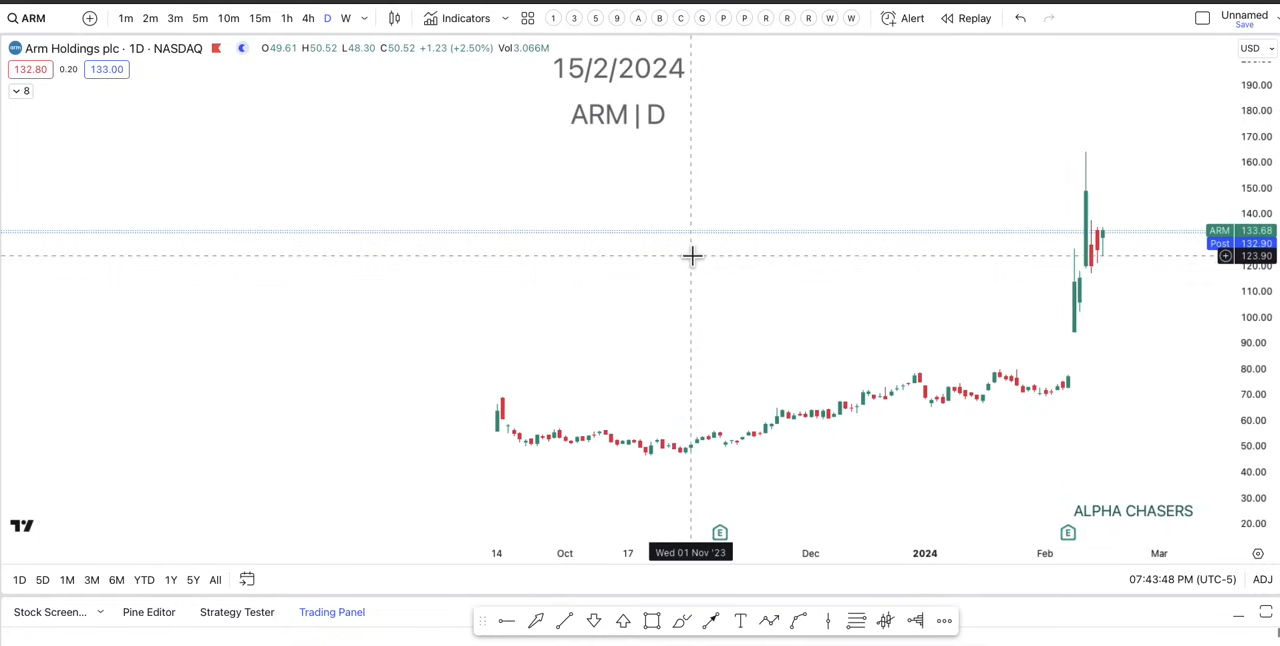 ARM 1m 2m 3m 5m 10m 15m 1h 4h D W Indicators 1 3 5 9 A B C G P P R R R W W Alert Replay Unnamed
Save
arm Arm Holdings plc · 1D · NASDAQ O49.61 H50.52 L48.30 C50.52 +1.23 (+2.50%) Vol3.066M USD
132.80 0.20 133.00
8
15/2/2024
ARM | D
190.00
180.00
170.00
160.00
150.00
140.00
ARM 133.68
Post 132.90
123.90
120.00
110.00
100.00
90.00
80.00
70.00
60.00
50.00
40.00
30.00
20.00
ALPHA CHASERS
E E
14 Oct 17 Wed 01 Nov '23 Dec 2024 Feb Mar
1D 5D 1M 3M 6M YTD 1Y 5Y All 07:43:48 PM (UTC-5) ADJ
Stock Screen... Pine Editor Strategy Tester Trading Panel
T